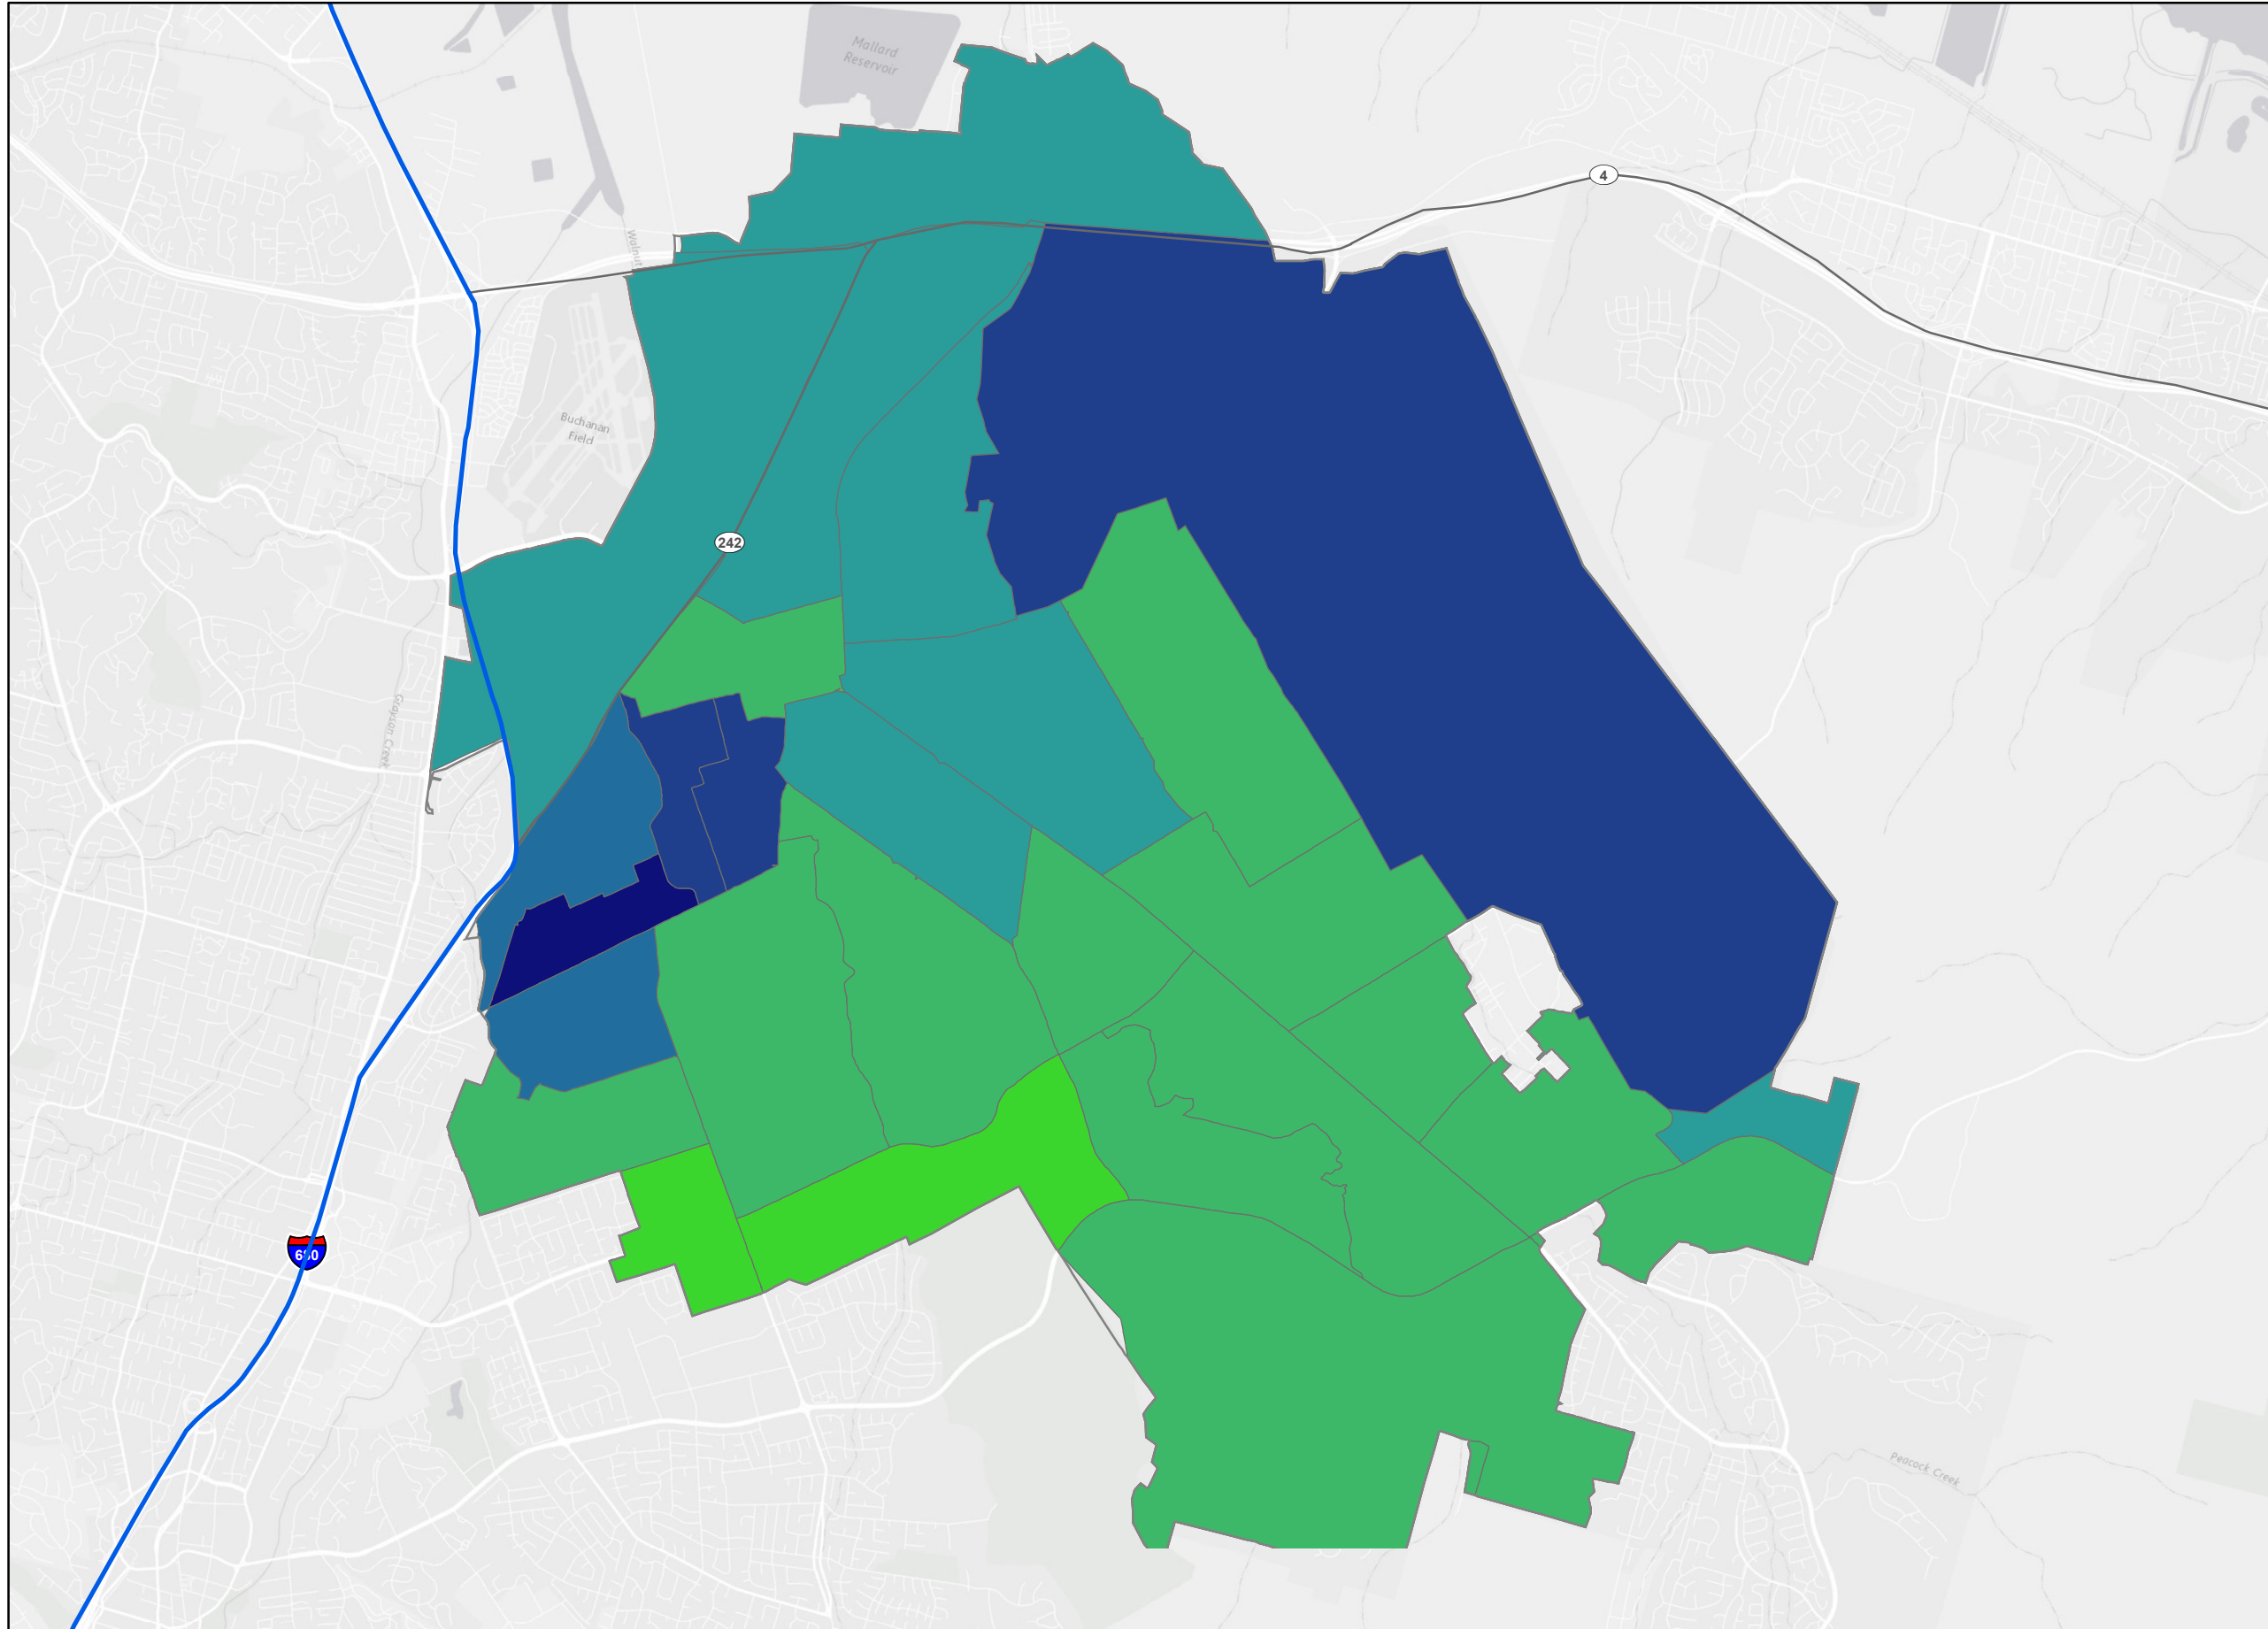 Mallard
Reservoir
4
Walnut
Buchanan
Field
242
Grayson Creek
680
Peacock Creek